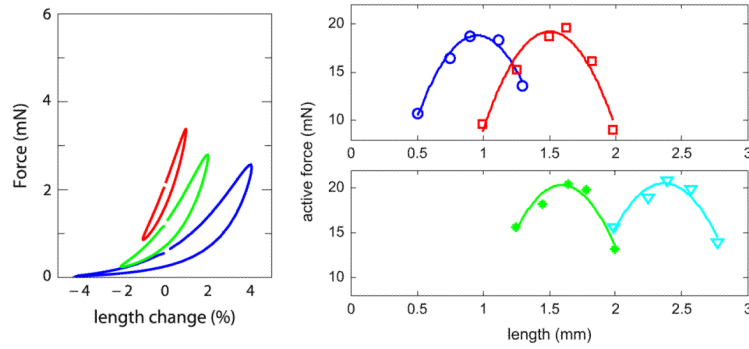 6
4
2
0
Force (mN)
−4 −2 0 2 4
length change (%)
20
15
10
0 0.5 1 1.5 2 2.5 3
active force (mN)
20
15
10
0 0.5 1 1.5 2 2.5 3
length (mm)